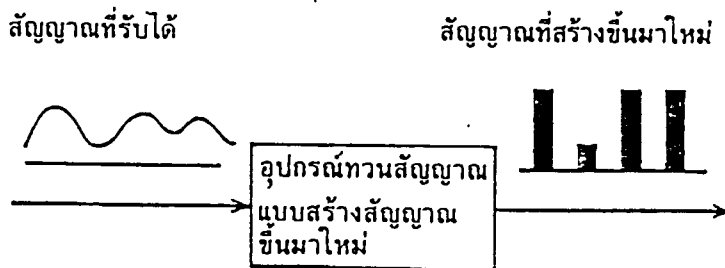 สัญญาณที่รับได้
สัญญาณที่สร้างขึ้นมาใหม่
อุปกรณ์ทวนสัญญาณ
แบบสร้างสัญญาณ
ขึ้นมาใหม่